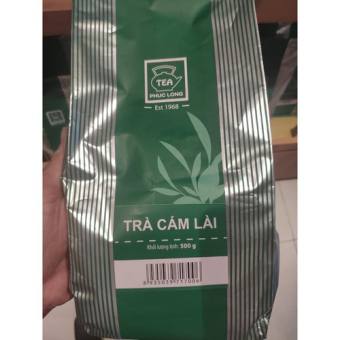 TEA
PHUC LONG
Est 1968
TRÀ CÁM LÀI
Khối lượng tịnh: 500 g